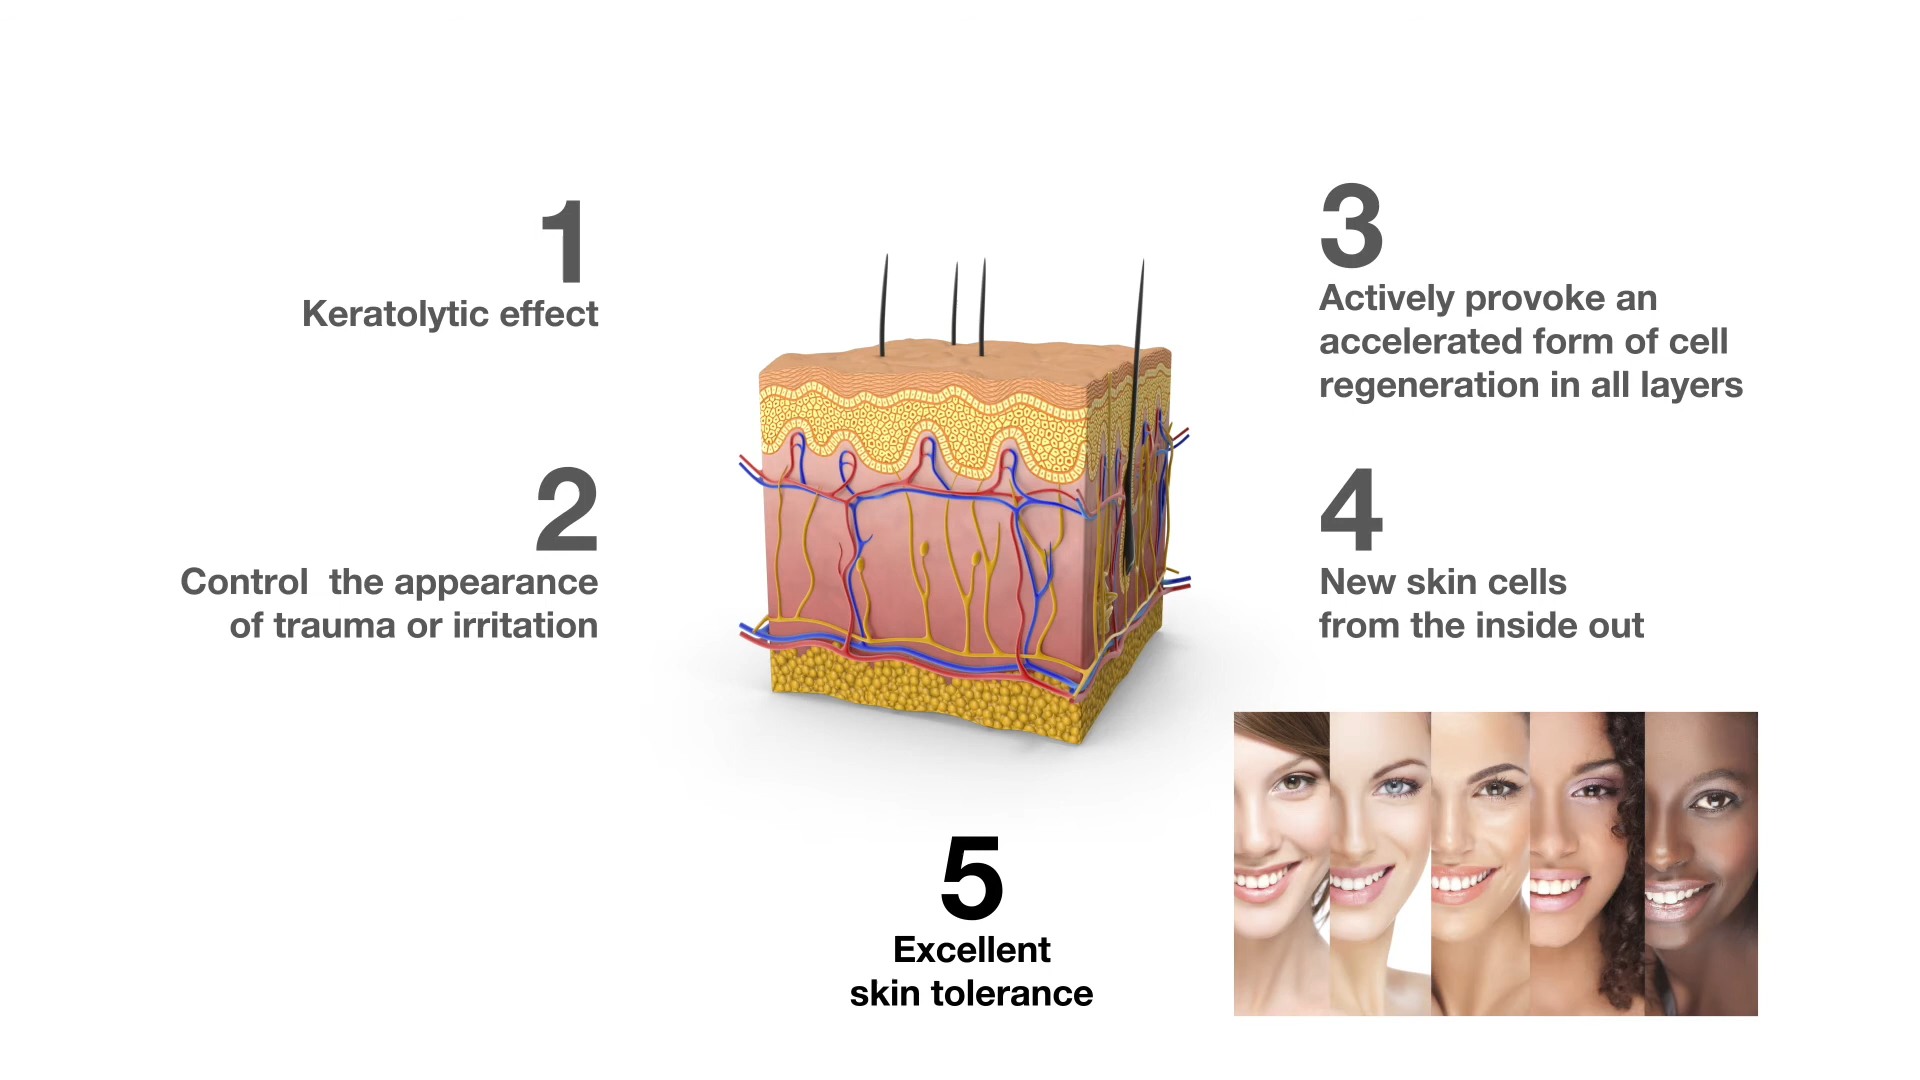 1
Keratolytic effect
2
Control  the appearance
of trauma or irritation
3
Actively provoke an
accelerated form of cell
regeneration in all layers
4
New skin cells
from the inside out
5
Excellent
skin tolerance